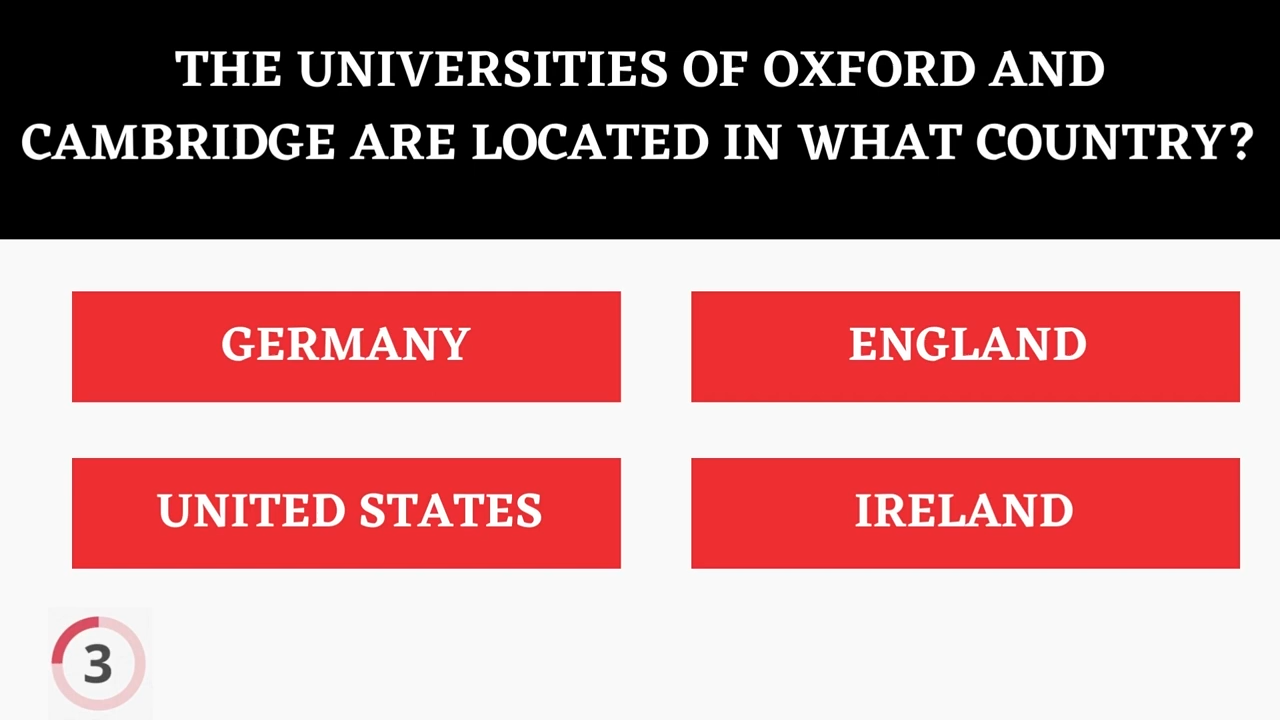 THE UNIVERSITIES OF OXFORD AND
CAMBRIDGE ARE LOCATED IN WHAT COUNTRY?
GERMANY
ENGLAND
UNITED STATES
IRELAND
3